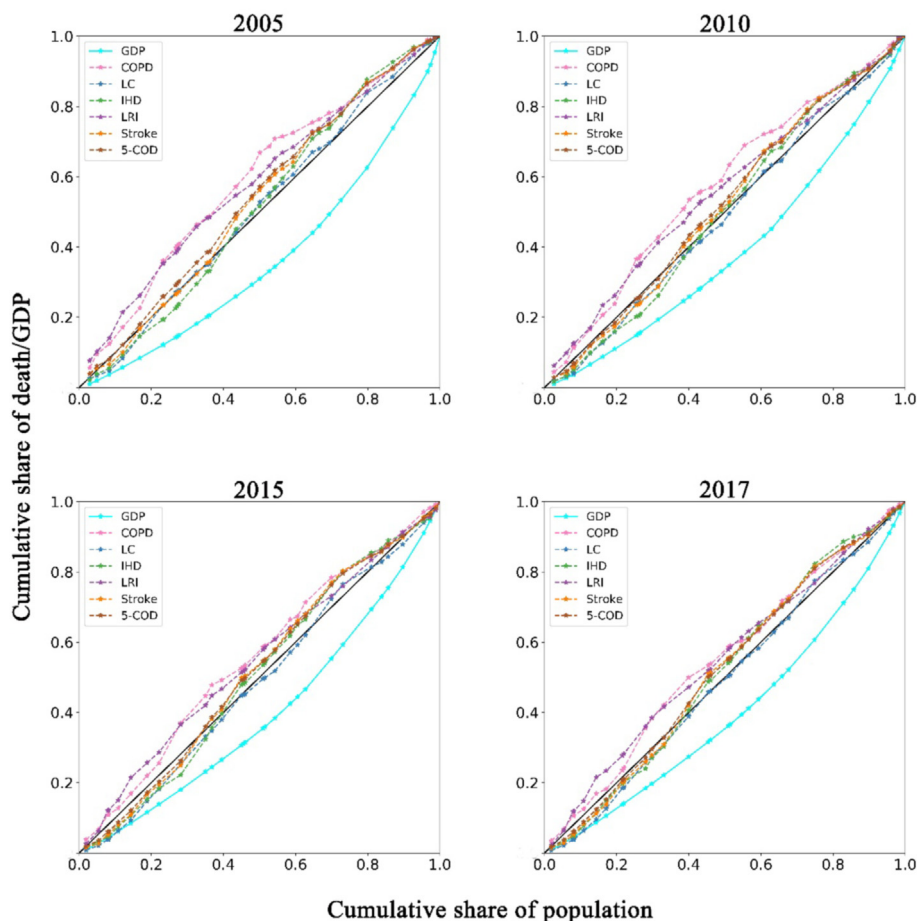 2005
1.0
0.8
0.6
0.4
0.2
0.0 0.2 0.4 0.6 0.8 1.0
GDP
COPD
LC
IHD
LRI
Stroke
5-COD
2010
1.0
0.8
0.6
0.4
0.2
0.0 0.2 0.4 0.6 0.8 1.0
GDP
COPD
LC
IHD
LRI
Stroke
5-COD
Cumulative share of death/GDP
2015
1.0
0.8
0.6
0.4
0.2
0.0 0.2 0.4 0.6 0.8 1.0
GDP
COPD
LC
IHD
LRI
Stroke
5-COD
2017
1.0
0.8
0.6
0.4
0.2
0.0 0.2 0.4 0.6 0.8 1.0
GDP
COPD
LC
IHD
LRI
Stroke
5-COD
Cumulative share of population